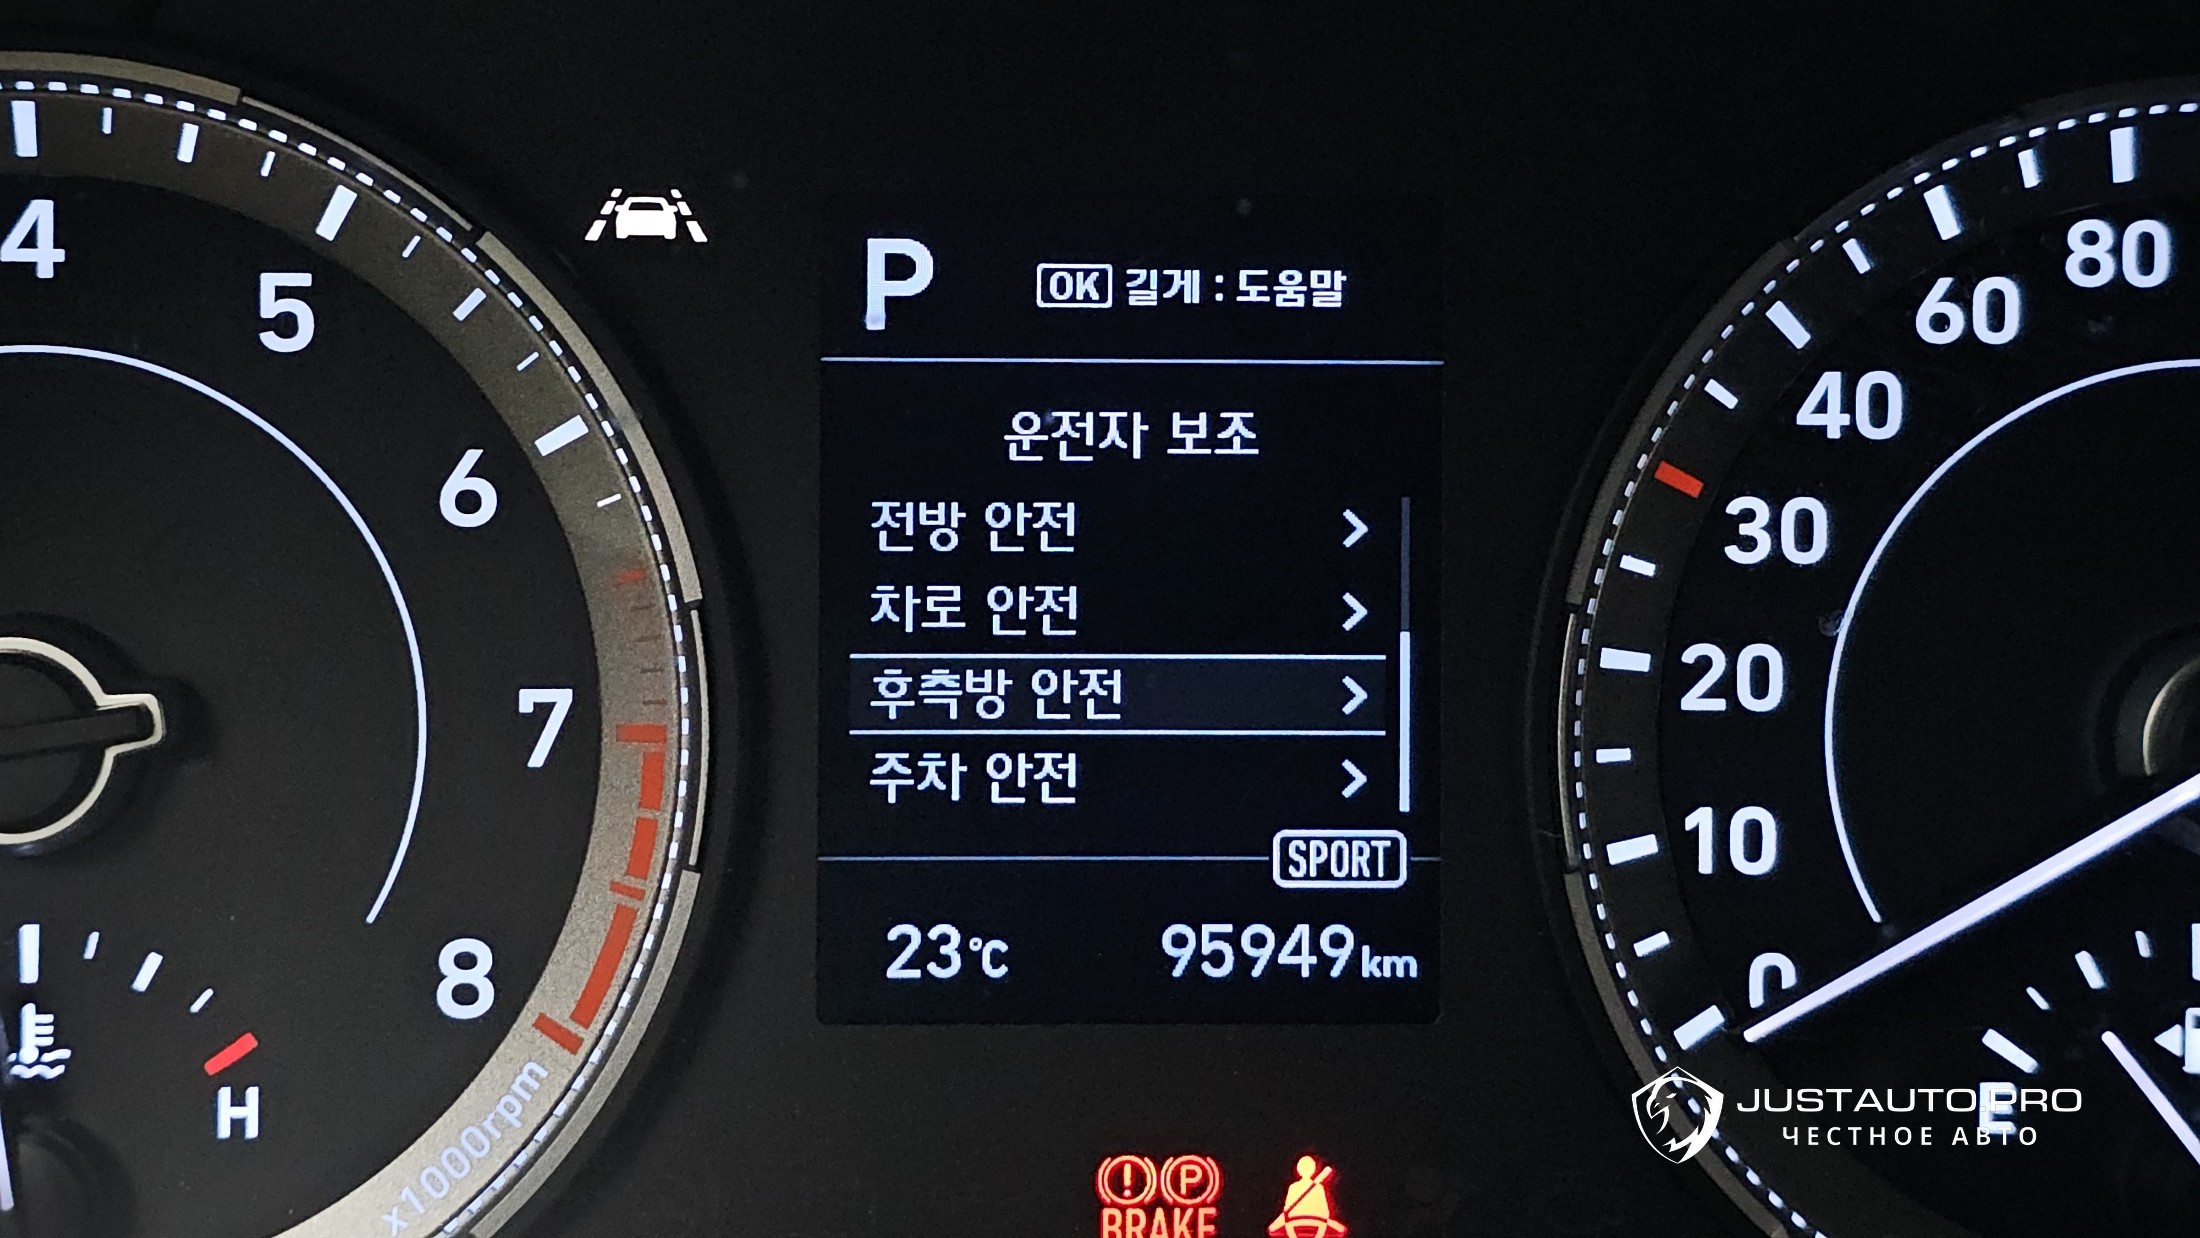 4
5
6
7
8
x1000rpm
H
P
OK 길게 : 도움말
운전자 보조
전방 안전
차로 안전
후측방 안전
주차 안전
SPORT
23℃ 95949km
BRAKE
P
80
60
40
30
20
10
0
E
JUSTAUTO.PRO
ЧЕСТНОЕ АВТО